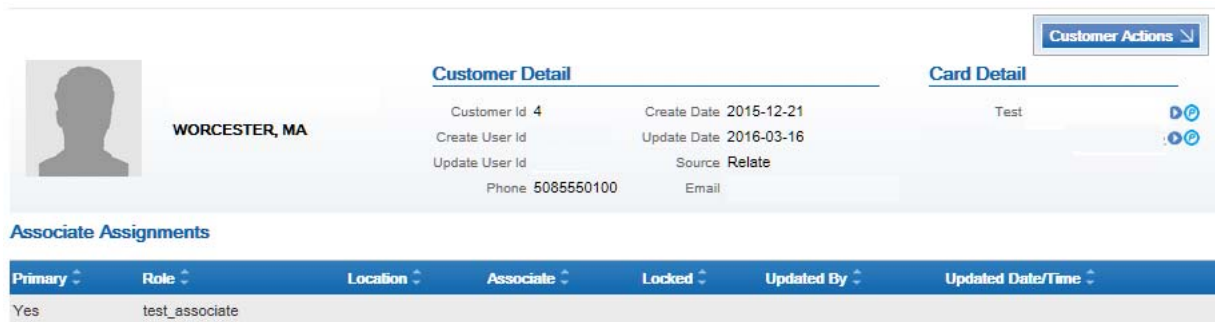 Customer Actions
Customer Detail
Card Detail
WORCESTER, MA
Customer Id 4 Create Date 2015-12-21 Test
Create User Id Update Date 2016-03-16
Update User Id Source Relate
Phone 5085550100 Email
Associate Assignments
Primary Role Location Associate Locked Updated By Updated Date/Time
Yes test_associate